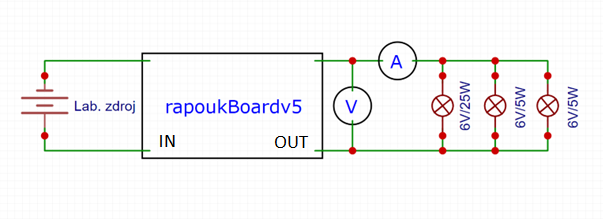 Lab. zdroj
rapoukBoardv5
IN
OUT
V
A
6V/25W
6V/5W
6V/5W